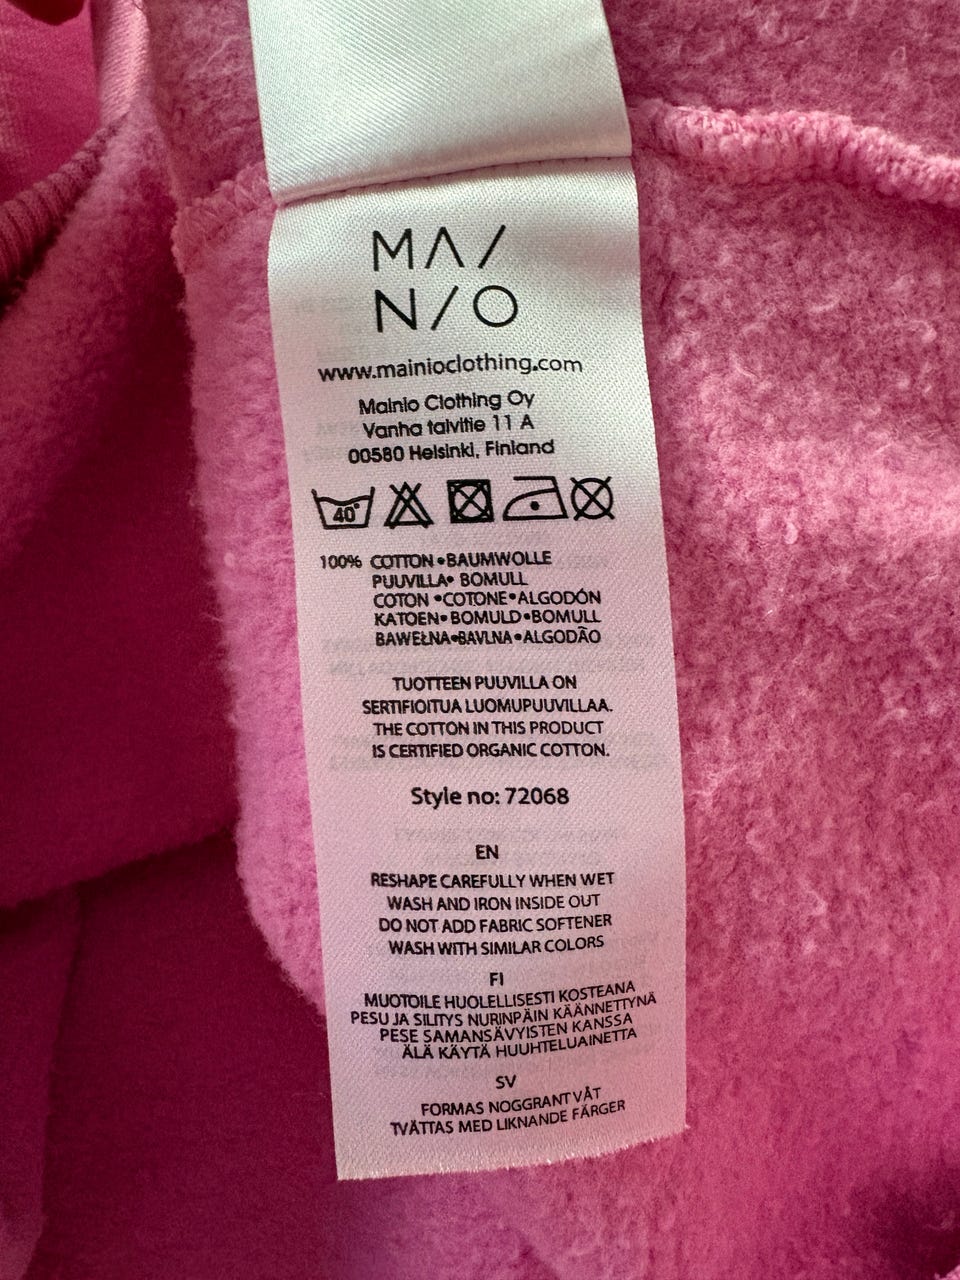 MAI
NIO
www.mainioclothing.com
Mainio Clothing Oy
Vanha talvitie 11 A
00580 Helsinki, Finland
40°
100% COTTON•BAUMWOLLE
PUUVILLA• BOMULL
COTON •COTONE•ALGODÓN
KATOEN•BOMULD•BOMULL
BAWEŁNA•BAVLNA•ALGODÃO
TUOTTEEN PUUVILLA ON
SERTIFIOITUA LUOMUPUUVILLAA.
THE COTTON IN THIS PRODUCT
IS CERTIFIED ORGANIC COTTON.
Style no: 72068
EN
RESHAPE CAREFULLY WHEN WET
WASH AND IRON INSIDE OUT
DO NOT ADD FABRIC SOFTENER
WASH WITH SIMILAR COLORS
FI
MUOTOILE HUOLELLISESTI KOSTEANA
PESU JA SILITYS NURINPÄIN KÄÄNNETTYNÄ
PESE SAMANSÄVYISTEN KANSSA
ÄLÄ KÄYTÄ HUUHTELUAINETTA
SV
FORMAS NOGGRANT VÅT
TVÄTTAS MED LIKNANDE FÄRGER